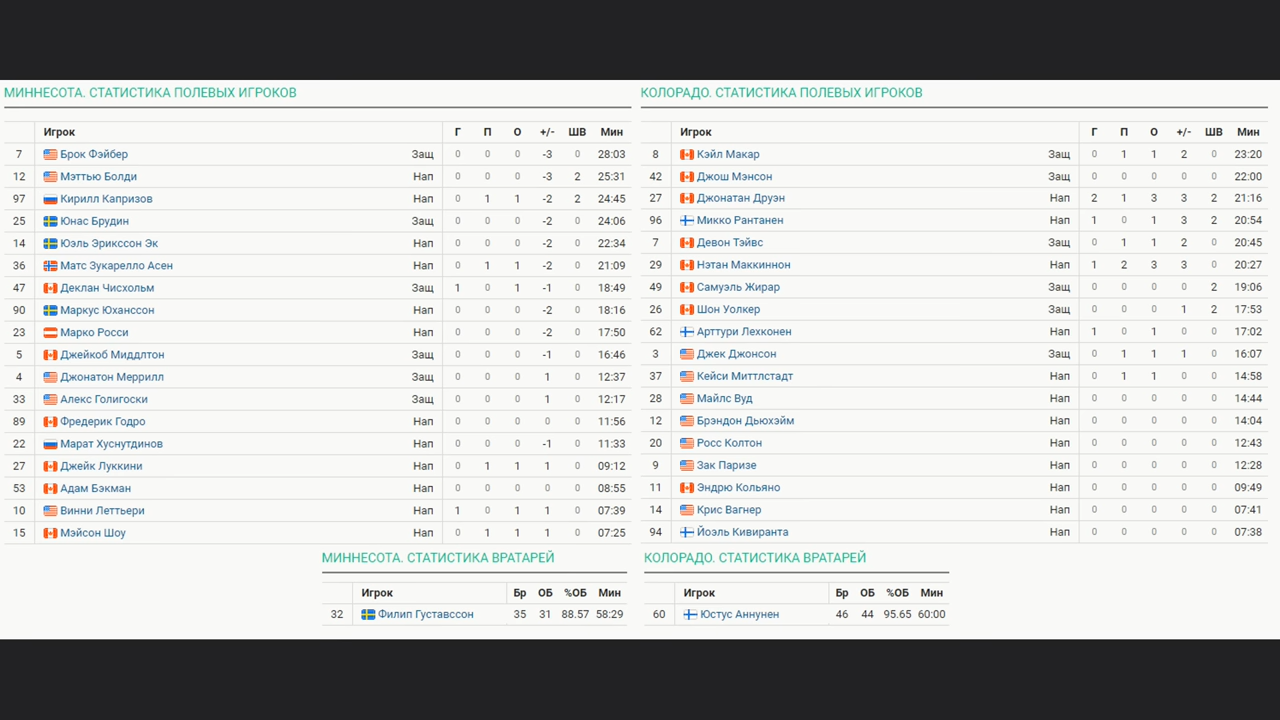 МИННЕСОТА. СТАТИСТИКА ПОЛЕВЫХ ИГРОКОВ
Игрок Г П О +/- ШВ Мин
7 Брок Фэйбер Защ 0 0 0 -3 0 28:03
12 Мэттью Болди Нап 0 0 0 -3 2 25:31
97 Кирилл Капризов Нап 0 1 1 -2 2 24:45
25 Юнас Брудин Защ 0 0 0 -2 0 24:06
14 Юэль Эрикссон Эк Нап 0 0 0 -2 0 22:34
36 Матс Зукарелло Асен Нап 0 1 1 -2 0 21:09
47 Деклан Чисхольм Защ 1 0 1 -1 0 18:49
90 Маркус Юханссон Нап 0 0 0 -2 0 18:16
23 Марко Росси Нап 0 0 0 -2 0 17:50
5 Джейкоб Миддлтон Защ 0 0 0 -1 0 16:46
4 Джонатон Меррилл Защ 0 0 0 1 0 12:37
33 Алекс Голигоски Защ 0 0 0 1 0 12:17
89 Фредерик Годро Нап 0 0 0 0 0 11:56
22 Марат Хуснутдинов Нап 0 0 0 -1 0 11:33
27 Джейк Луккини Нап 0 1 1 1 0 09:12
53 Адам Бэкман Нап 0 0 0 0 0 08:55
10 Винни Леттьери Нап 1 0 1 1 0 07:39
15 Мэйсон Шоу Нап 0 1 1 1 0 07:25
КОЛОРАДО. СТАТИСТИКА ПОЛЕВЫХ ИГРОКОВ
Игрок Г П О +/- ШВ Мин
8 Кэйл Макар Защ 0 1 1 2 0 23:20
42 Джош Мэнсон Защ 0 0 0 0 0 22:00
27 Джонатан Друэн Нап 2 1 3 3 2 21:16
96 Микко Рантанен Нап 1 0 1 3 2 20:54
7 Девон Тэйвс Защ 0 1 1 2 0 20:45
29 Нэтан Маккиннон Нап 1 2 3 3 0 20:27
49 Самуэль Жирар Защ 0 0 0 0 2 19:06
26 Шон Уолкер Защ 0 0 0 1 2 17:53
62 Арттури Лехконен Нап 1 0 1 0 0 17:02
3 Джек Джонсон Защ 0 1 1 1 0 16:07
37 Кейси Миттлстадт Нап 0 1 1 0 0 14:58
28 Майлс Вуд Нап 0 0 0 0 0 14:44
12 Брэндон Дьюхэйм Нап 0 0 0 0 0 14:04
20 Росс Колтон Нап 0 0 0 0 0 12:43
9 Зак Паризе Нап 0 0 0 0 0 12:28
11 Эндрю Кольяно Нап 0 0 0 0 0 09:49
14 Крис Вагнер Нап 0 0 0 0 0 07:41
94 Йоэль Кивиранта Нап 0 0 0 0 0 07:38
МИННЕСОТА. СТАТИСТИКА ВРАТАРЕЙ
Игрок Бр ОБ %ОБ Мин
32 Филип Густавссон 35 31 88.57 58:29
КОЛОРАДО. СТАТИСТИКА ВРАТАРЕЙ
Игрок Бр ОБ %ОБ Мин
60 Юстус Аннунен 46 44 95.65 60:00